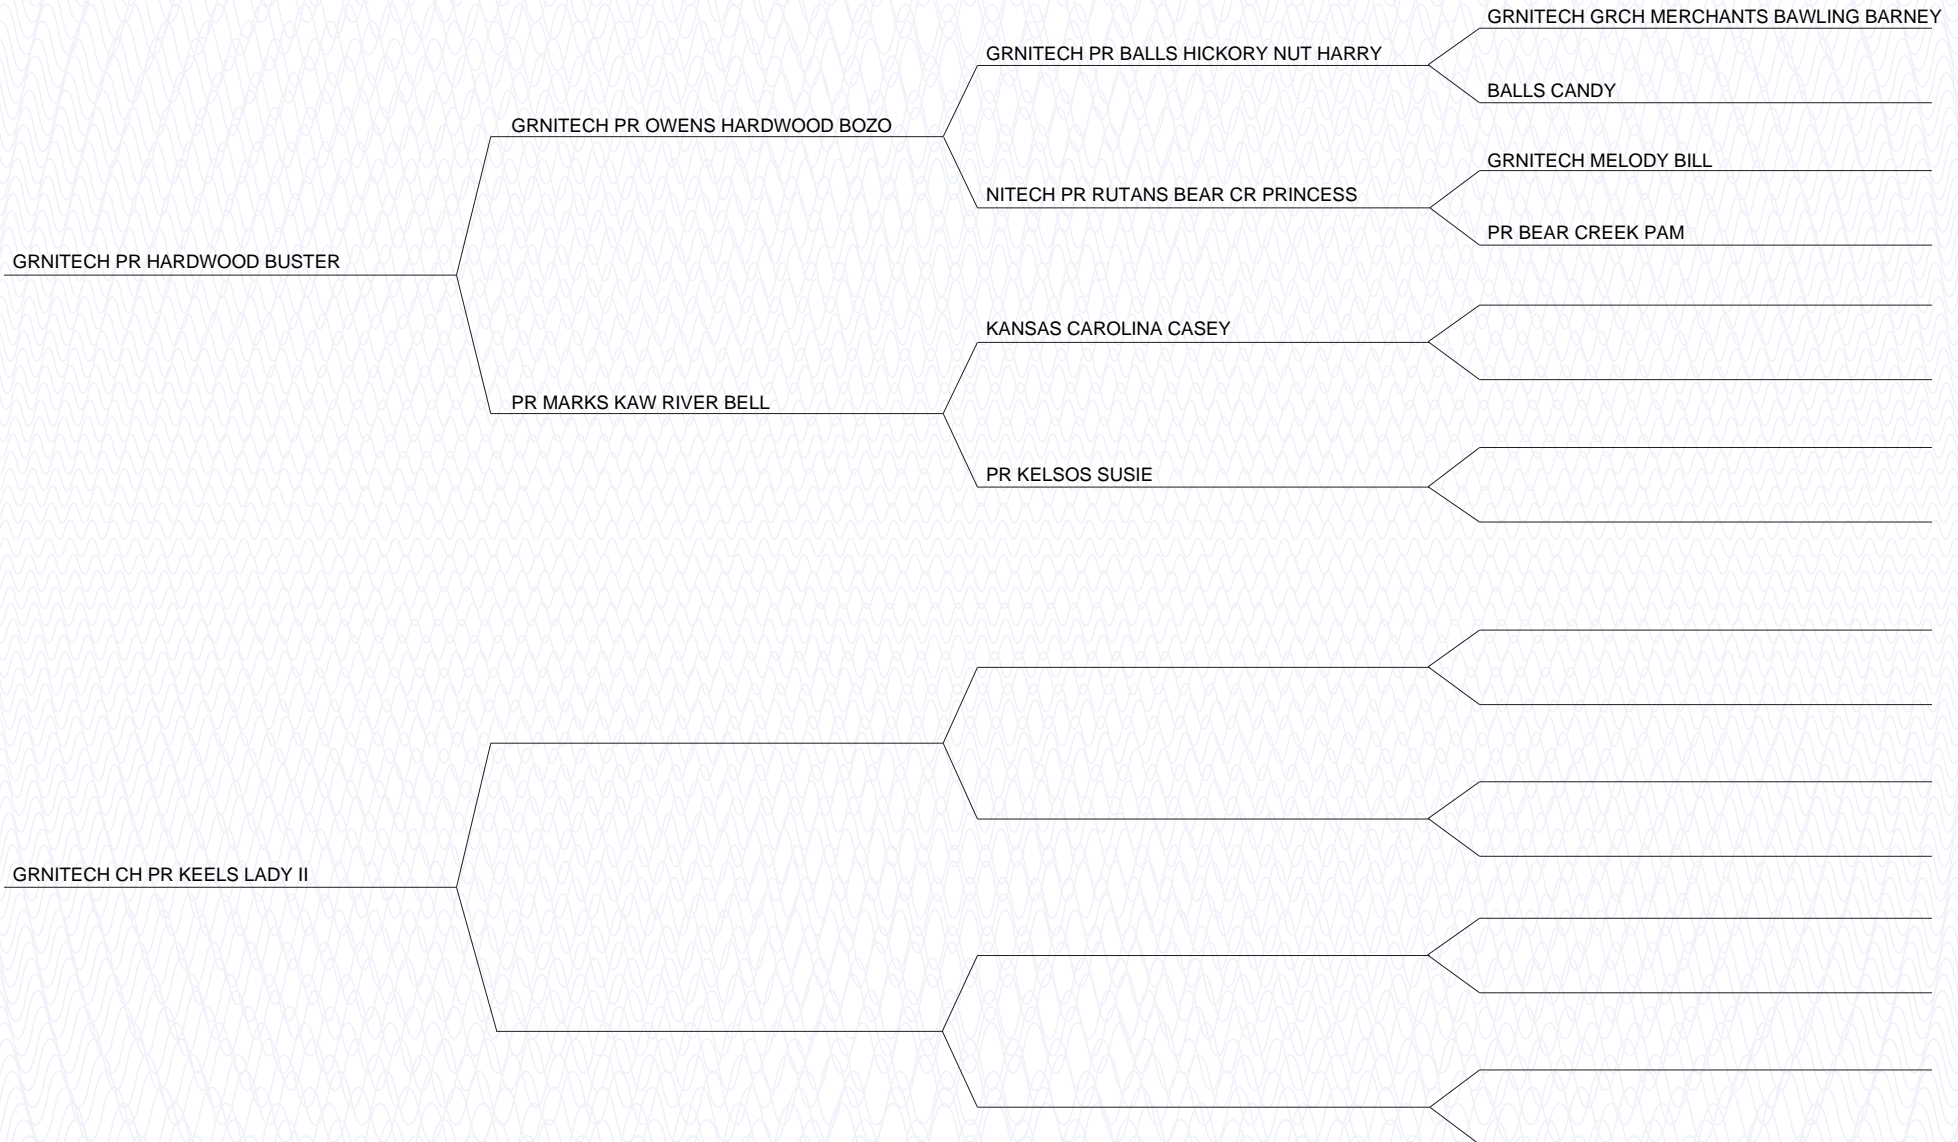 GRNITECH GRCH MERCHANTS BAWLING BARNEY
GRNITECH PR BALLS HICKORY NUT HARRY
BALLS CANDY
GRNITECH PR OWENS HARDWOOD BOZO
GRNITECH MELODY BILL
NITECH PR RUTANS BEAR CR PRINCESS
PR BEAR CREEK PAM
GRNITECH PR HARDWOOD BUSTER
KANSAS CAROLINA CASEY
PR MARKS KAW RIVER BELL
PR KELSOS SUSIE
GRNITECH CH PR KEELS LADY II